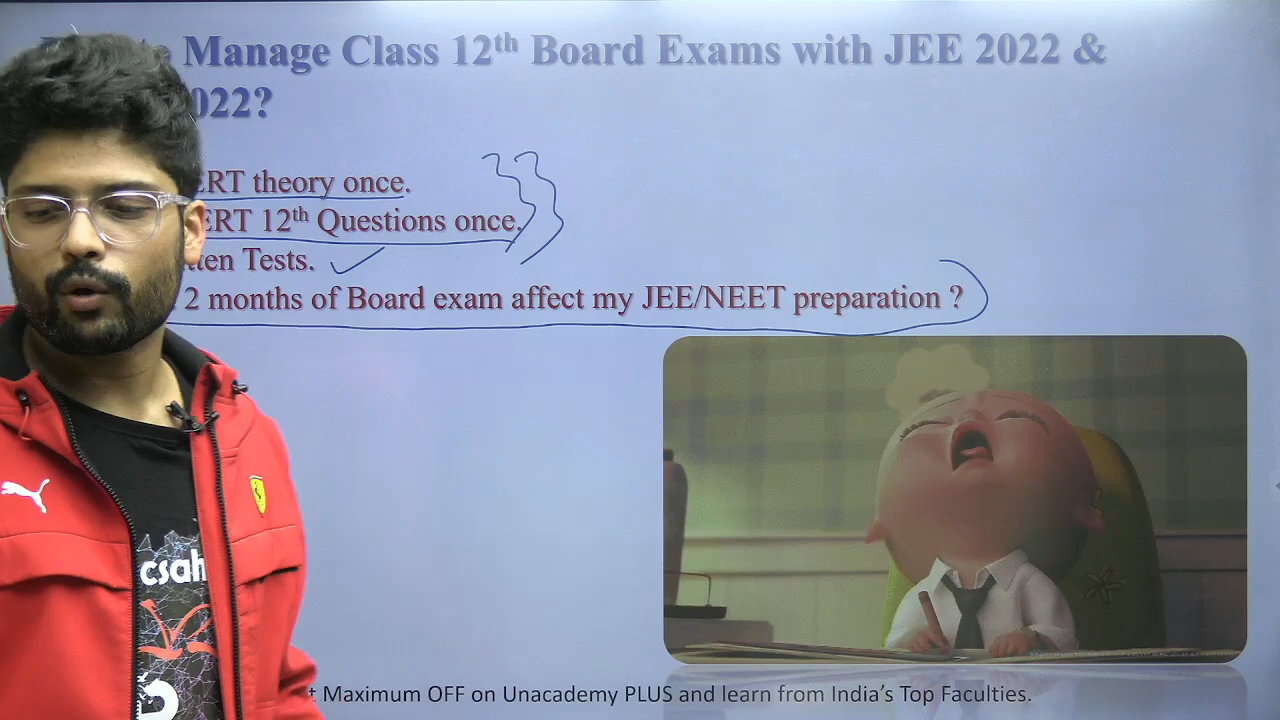 Manage Class 12th Board Exams with JEE 2022 &
022?
ERT theory once.
ERT 12th Questions once.
tten Tests.
2 months of Board exam affect my JEE/NEET preparation ?
csah
t Maximum OFF on Unacademy PLUS and learn from India's Top Faculties.